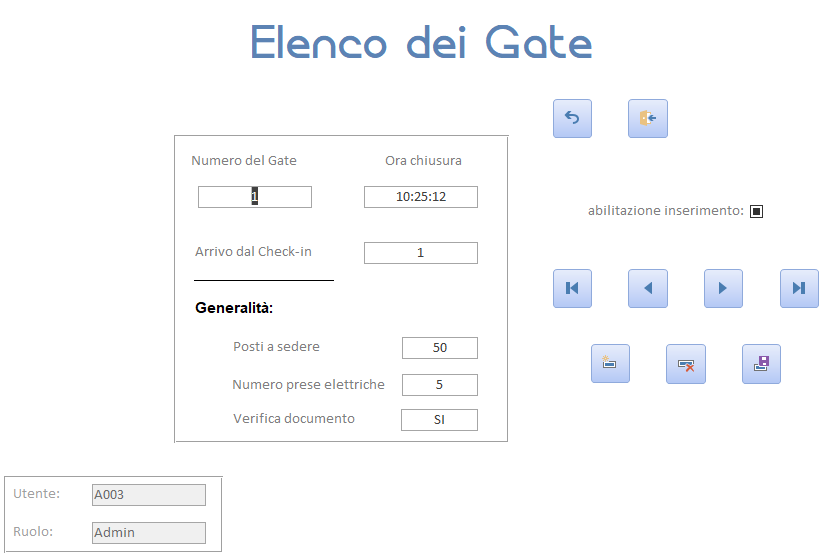 Elenco dei Gate
Numero del Gate Ora chiusura
1 10:25:12
abilitazione inserimento:
Arrivo dal Check-in 1
Generalità:
Posti a sedere 50
Numero prese elettriche 5
Verifica documento SI
Utente: A003
Ruolo: Admin